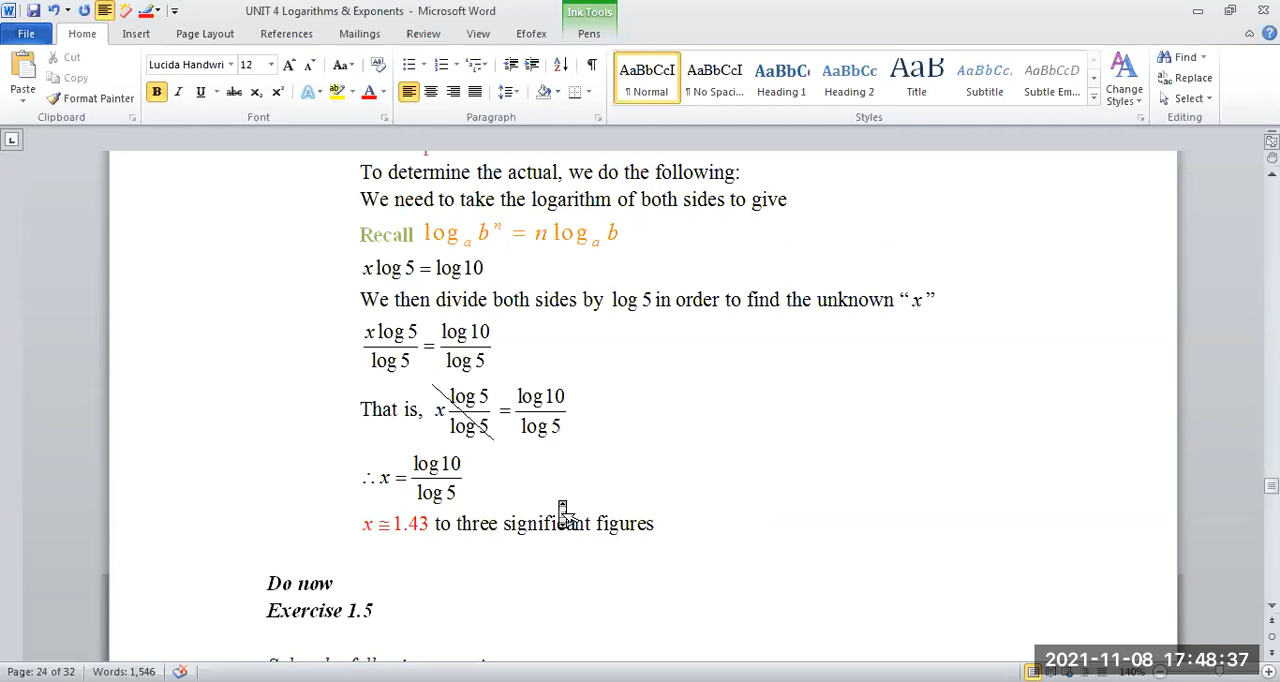 UNIT 4 Logarithms & Exponents - Microsoft Word
Ink Tools
File Home Insert Page Layout References Mailings Review View Efofex Pens
Paste
Cut
Copy
Format Painter
Clipboard
Lucida Handwri 12
Font
Paragraph
AaBbCcI AaBbCcI AaBbC AaBbCc AaB AaBbCc. AaBbCcD
¶ Normal ¶ No Spaci... Heading 1 Heading 2 Title Subtitle Subtle Em...
Styles
Change Styles
Find
Replace
Select
Editing
To determine the actual, we do the following:
We need to take the logarithm of both sides to give
Recall log_a b^n = n log_a b
x log 5 = log 10
We then divide both sides by log 5 in order to find the unknown “ x ”
x log 5 / log 5 = log 10 / log 5
That is, x log 5 / log 5 = log 10 / log 5
∴ x = log 10 / log 5
x ≅ 1.43 to three significant figures
Do now
Exercise 1.5
Page: 24 of 32 Words: 1,546 140%
2021-11-08 17:48:37